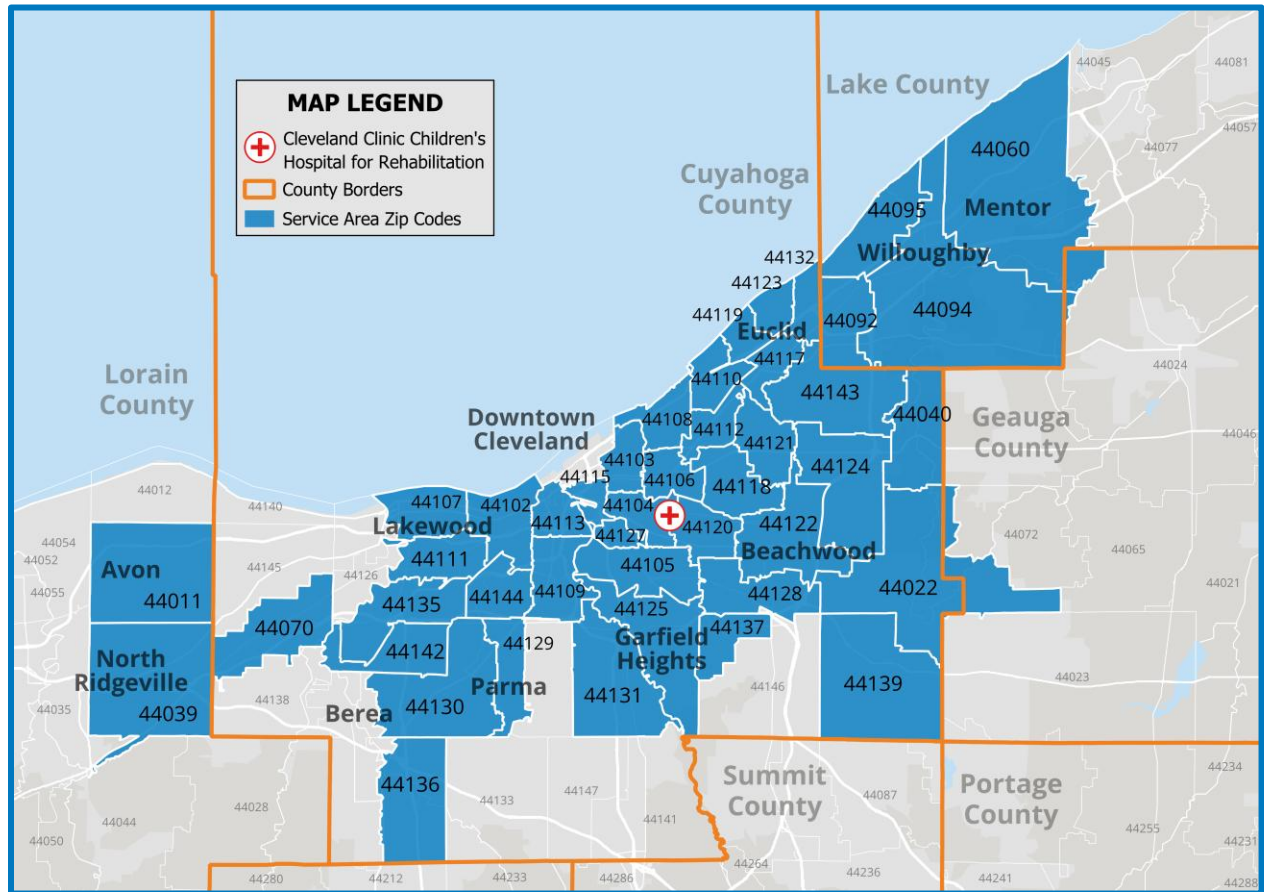 MAP LEGEND
Cleveland Clinic Children's
Hospital for Rehabilitation
County Borders
Service Area Zip Codes
Lake County
44045
44081
44057
44077
44060
Mentor
Cuyahoga
County
44095
Willoughby
44132
44123
44119
Euclid
44092
44094
44117
44024
Lorain
County
44110
44143
44040
Geauga
County
44046
Downtown
Cleveland
44108
44112
44121
44103
44124
44115
44106
44118
44012
44140
44107
44102
44104
Lakewood
44113
44127
44120
44122
Beachwood
44072
44065
44054
44052
44055
Avon
44011
44145
44126
44111
44105
44021
44135
44144
44109
44128
44022
44070
44125
44137
Garfield
Heights
44129
44142
North
Ridgeville
44039
44035
44138
Berea
44130
Parma
44131
44146
44139
44023
44136
44133
44147
44141
Summit
County
44087
Portage
County
44234
44028
44044
44050
44255
44231
44280
44212
44233
44286
44264
44236
44241
44288